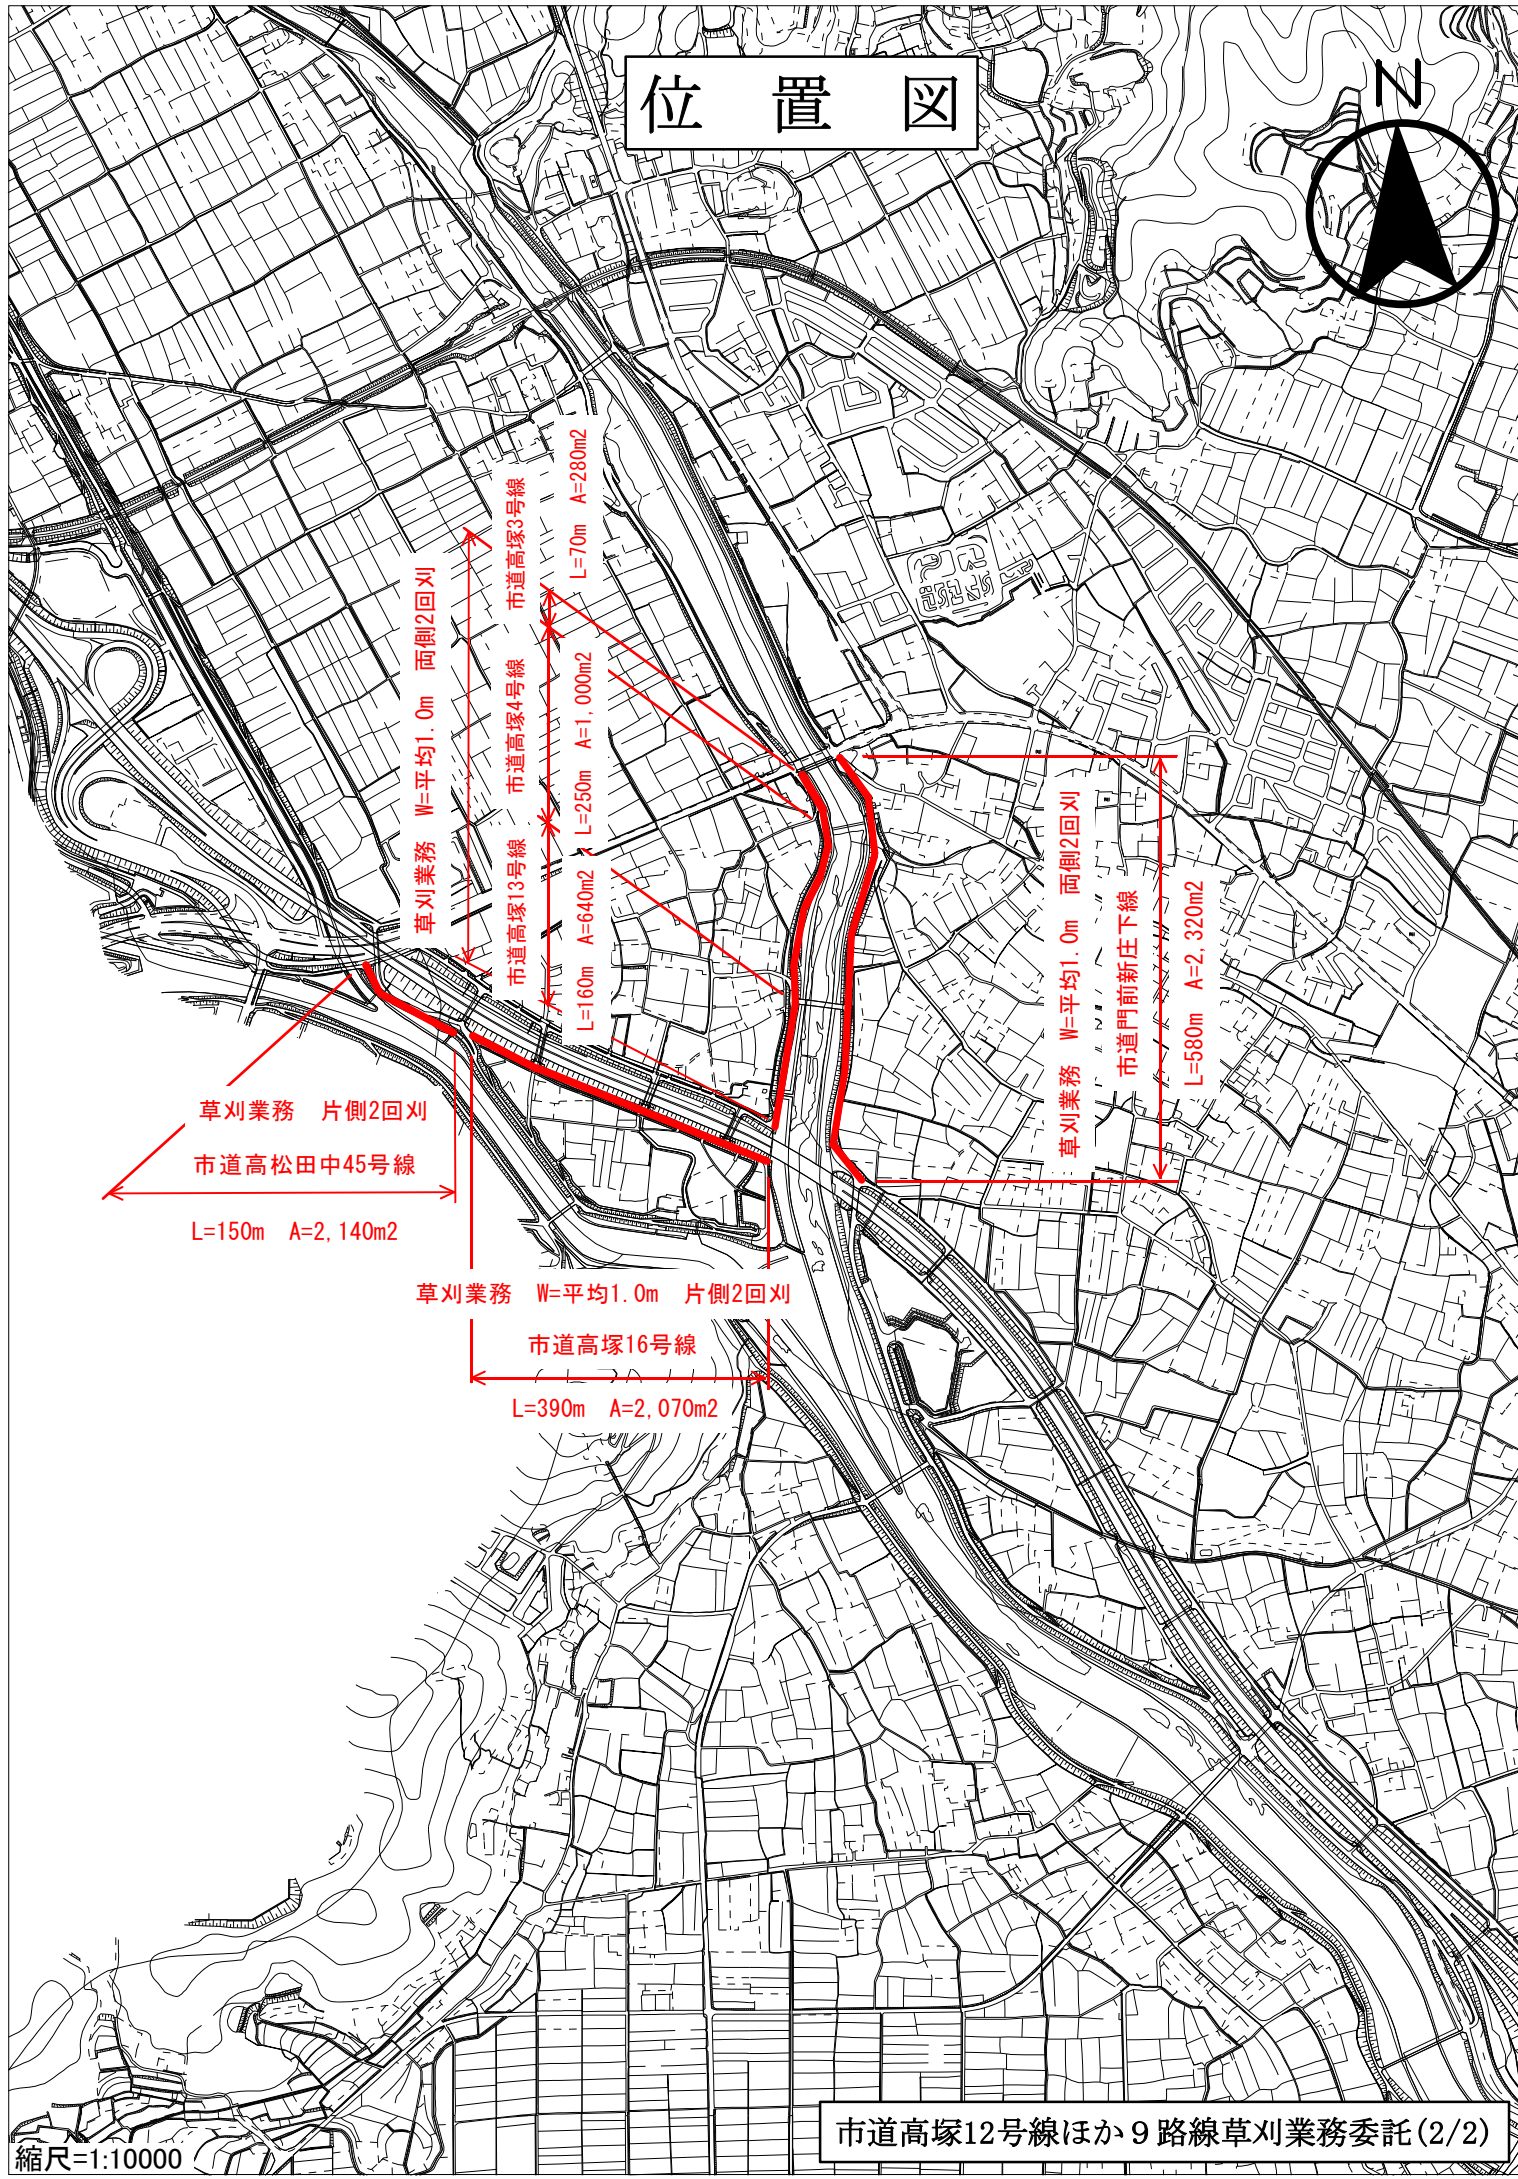 位 置 図
N
草刈業務 W=平均1.0m 両側2回刈
市道高塚3号線
L=70m A=280m2
市道高塚4号線
L=250m A=1,000m2
市道高塚13号線
L=160m A=640m2
草刈業務 W=平均1.0m 両側2回刈
市道門前新庄下線
L=580m A=2,320m2
草刈業務 片側2回刈
市道高松田中45号線
L=150m A=2,140m2
草刈業務 W=平均1.0m 片側2回刈
市道高塚16号線
L=390m A=2,070m2
市道高塚12号線ほか9路線草刈業務委託(2/2)
縮尺=1:10000